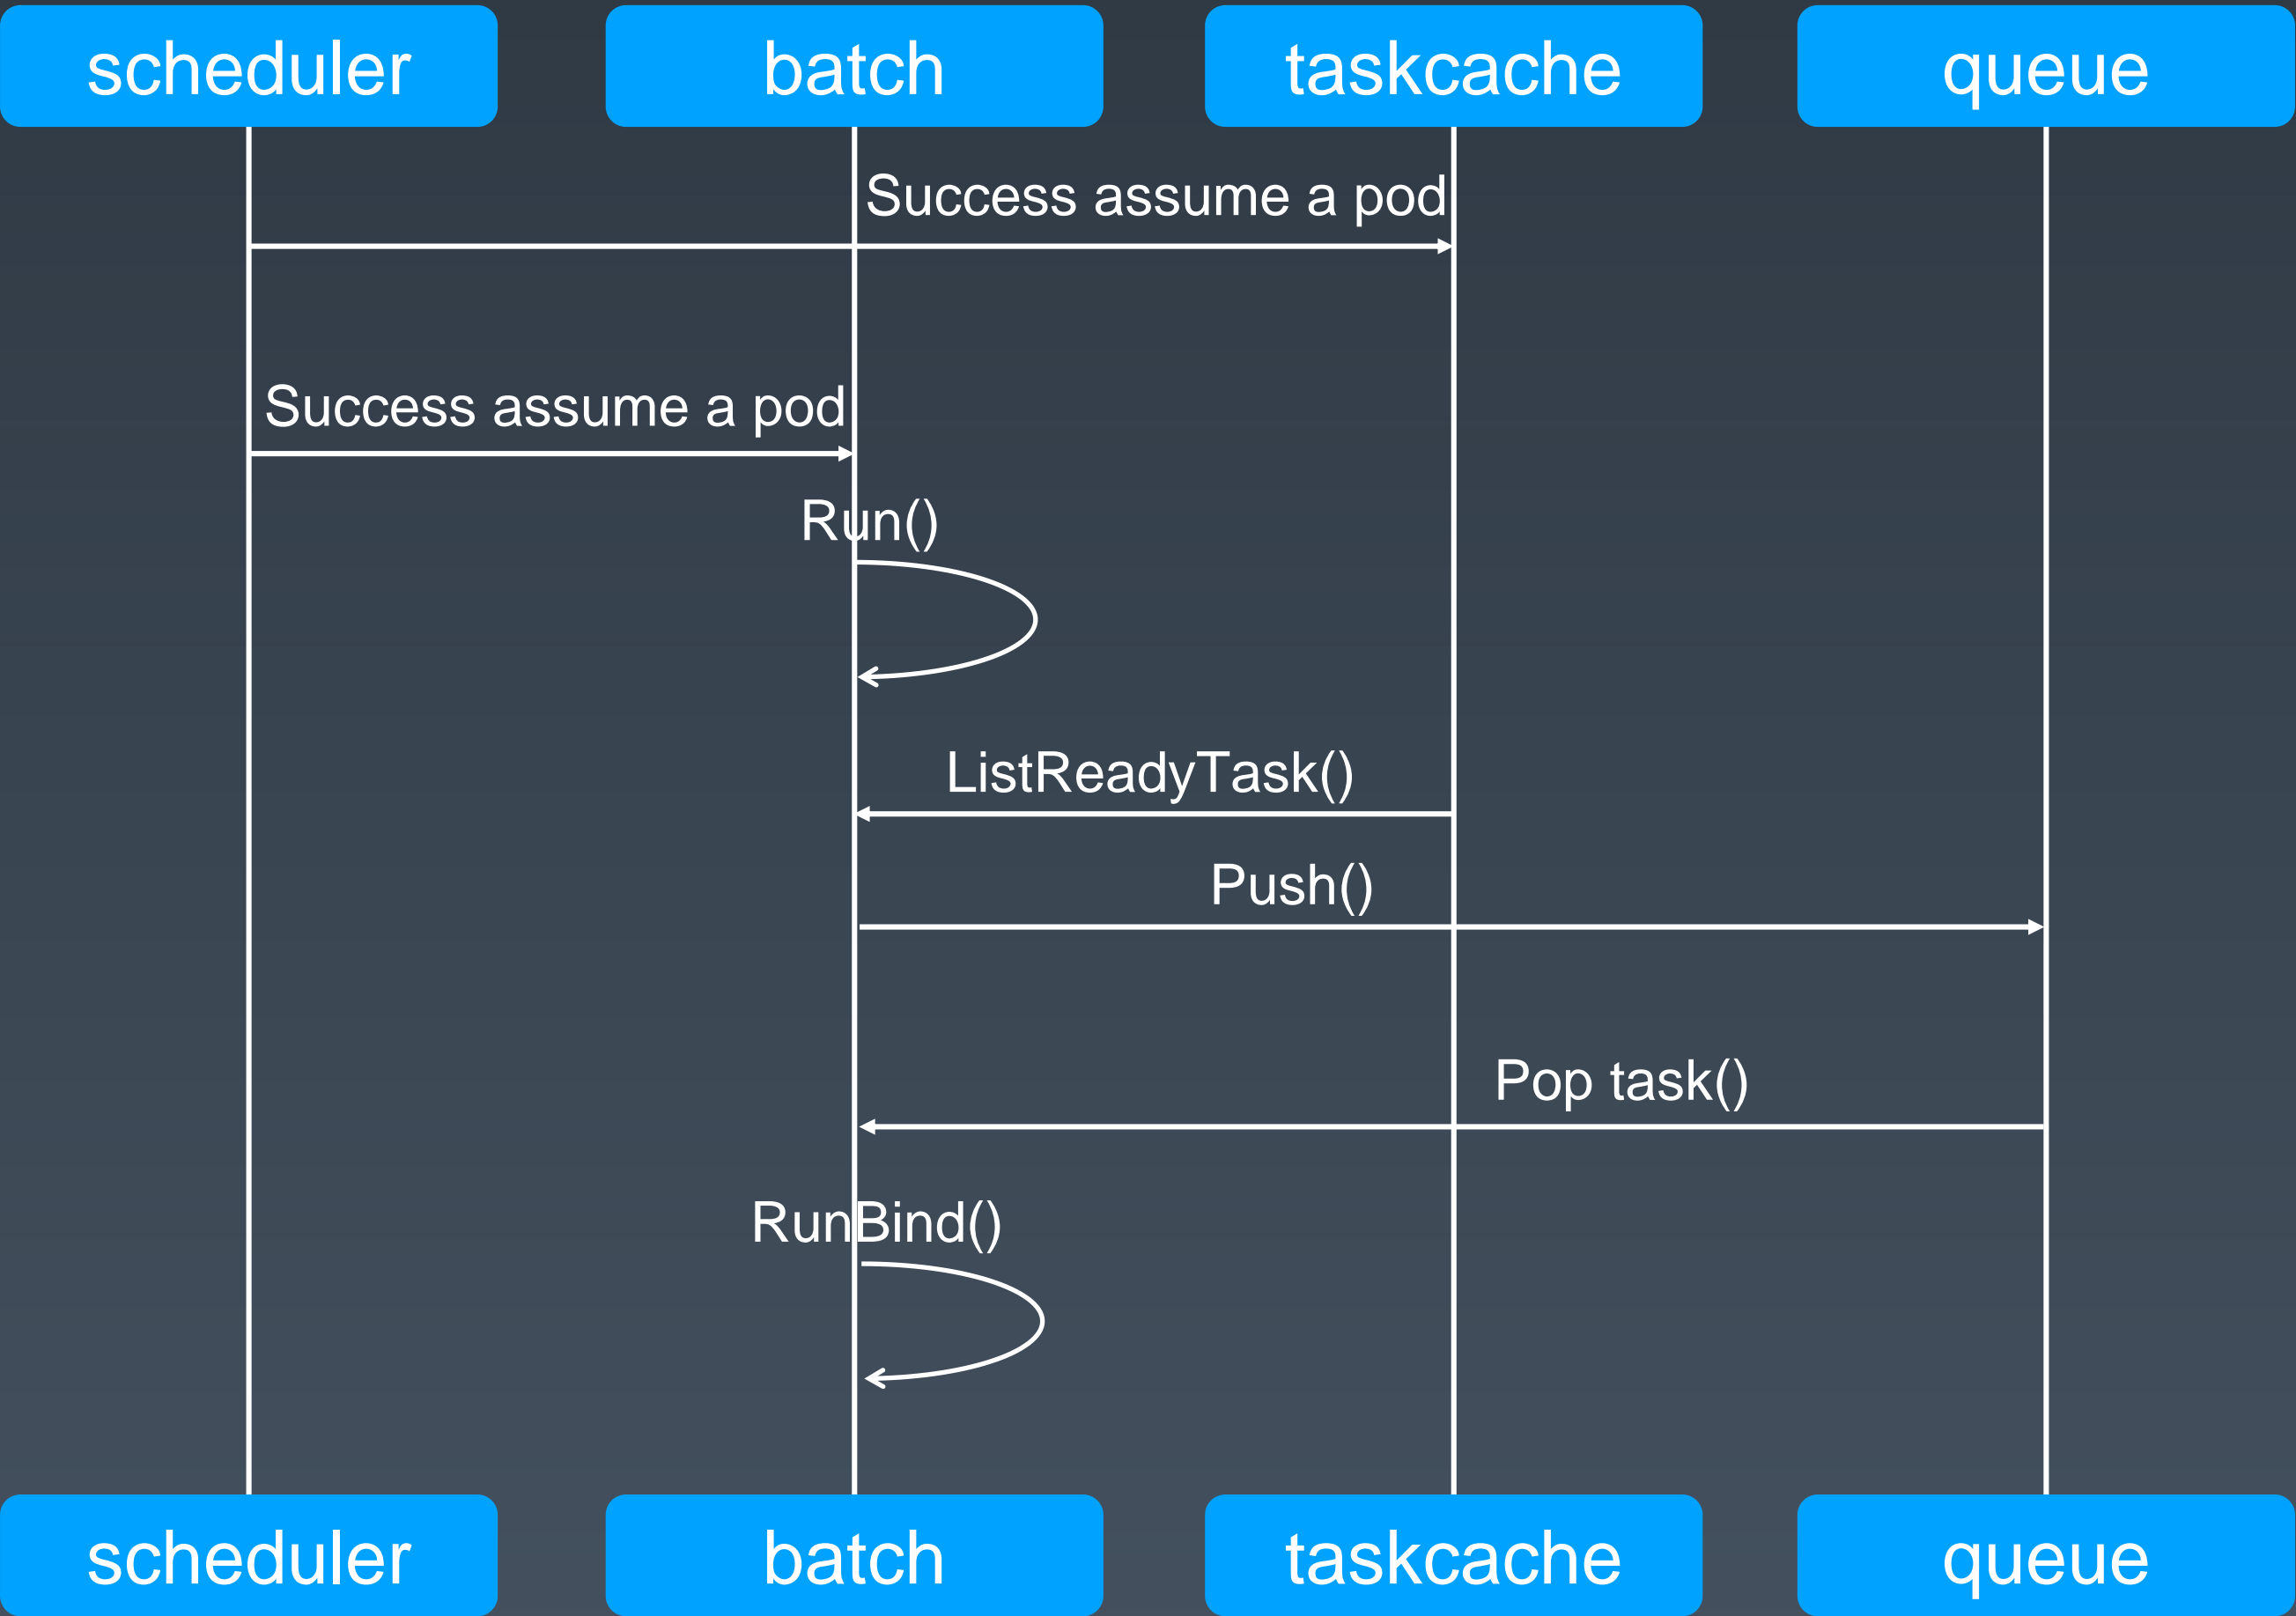 scheduler
batch
taskcache
queue
Success assume a pod
Success assume a pod
Run()
ListReadyTask()
Push()
Pop task()
RunBind()
scheduler
batch
taskcache
queue